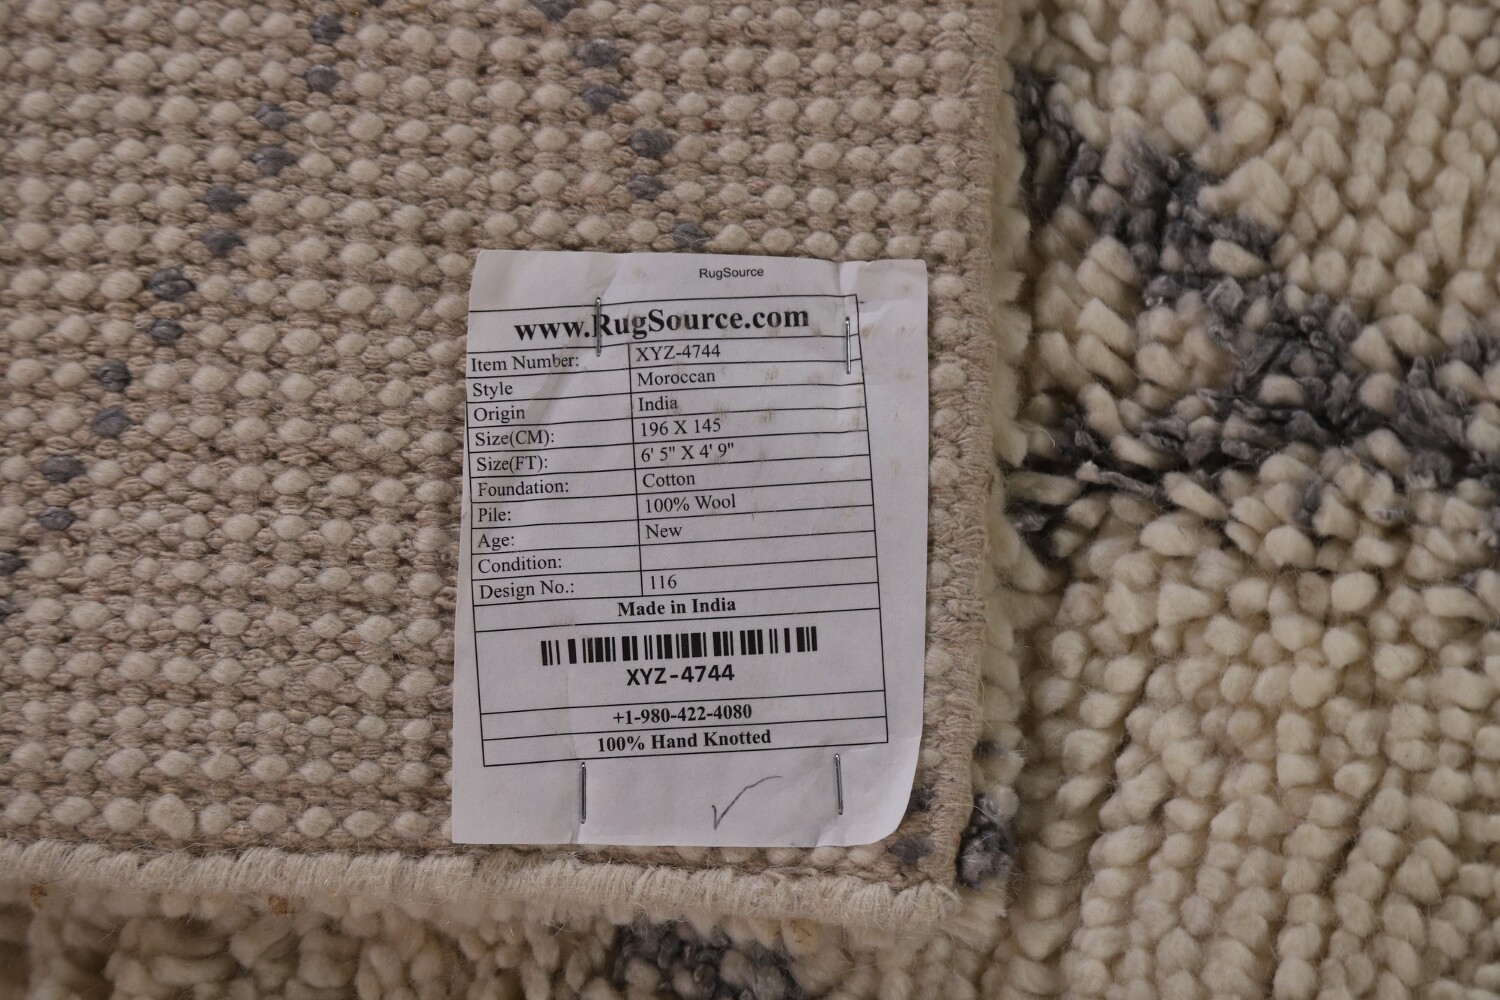 RugSource
www.RugSource.com
Item Number: XYZ-4744
Style Moroccan
Origin India
Size(CM): 196 X 145
Size(FT): 6' 5" X 4' 9"
Foundation: Cotton
Pile: 100% Wool
Age: New
Condition:
Design No.: 116
Made in India
XYZ-4744
+1-980-422-4080
100% Hand Knotted